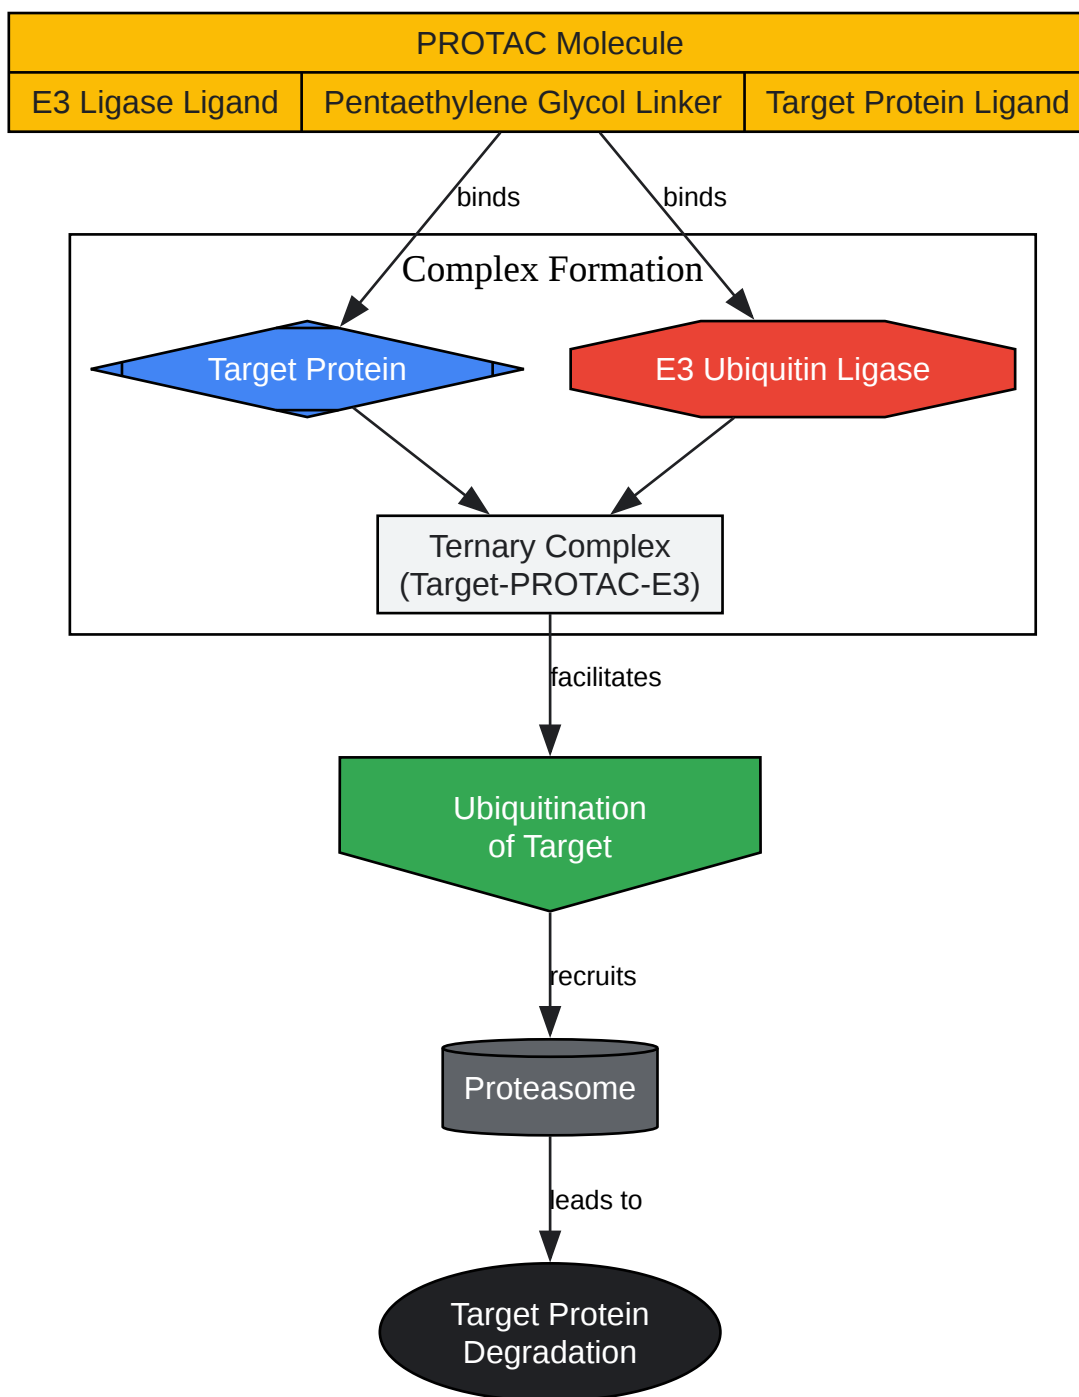 PROTAC Molecule
E3 Ligase Ligand
Pentaethylene Glycol Linker
Target Protein Ligand
binds
binds
Complex Formation
Target Protein
E3 Ubiquitin Ligase
Ternary Complex
(Target-PROTAC-E3)
facilitates
Ubiquitination
of Target
recruits
Proteasome
leads to
Target Protein
Degradation